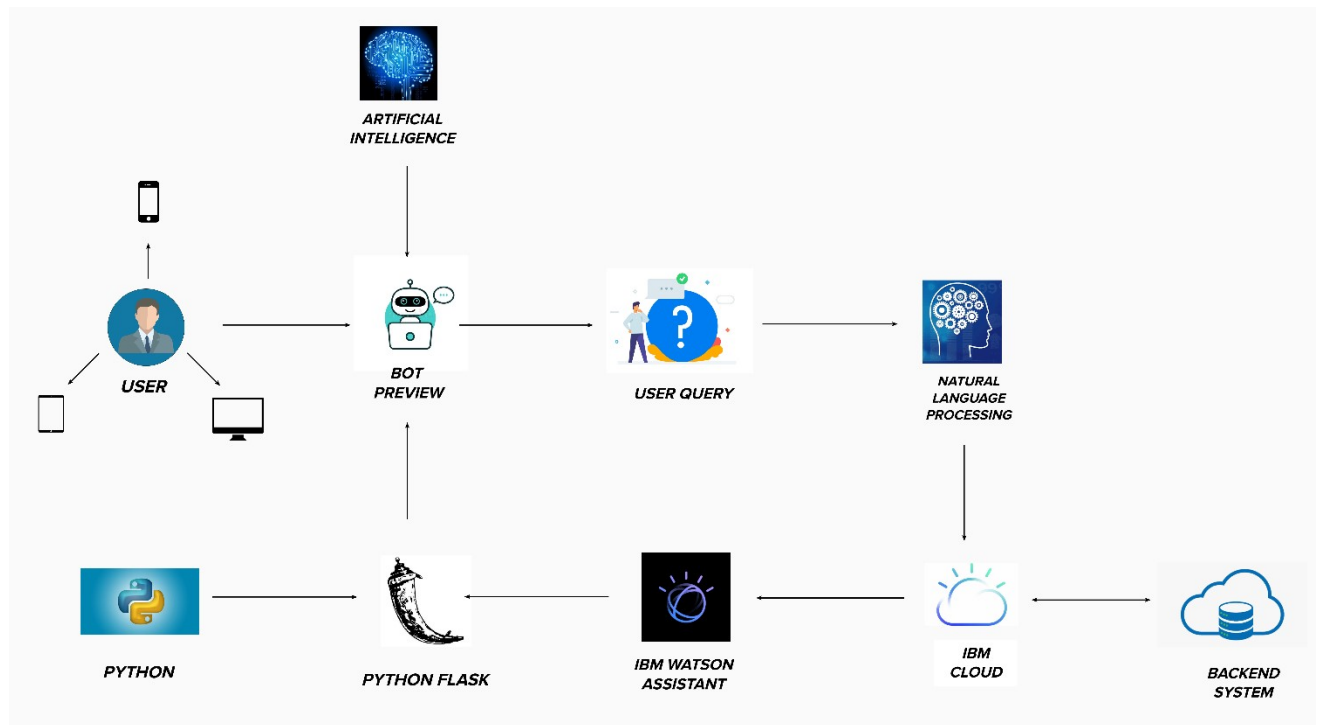 ARTIFICIAL
INTELLIGENCE
USER
BOT
PREVIEW
USER QUERY
NATURAL
LANGUAGE
PROCESSING
PYTHON
PYTHON FLASK
IBM WATSON
ASSISTANT
IBM
CLOUD
BACKEND
SYSTEM